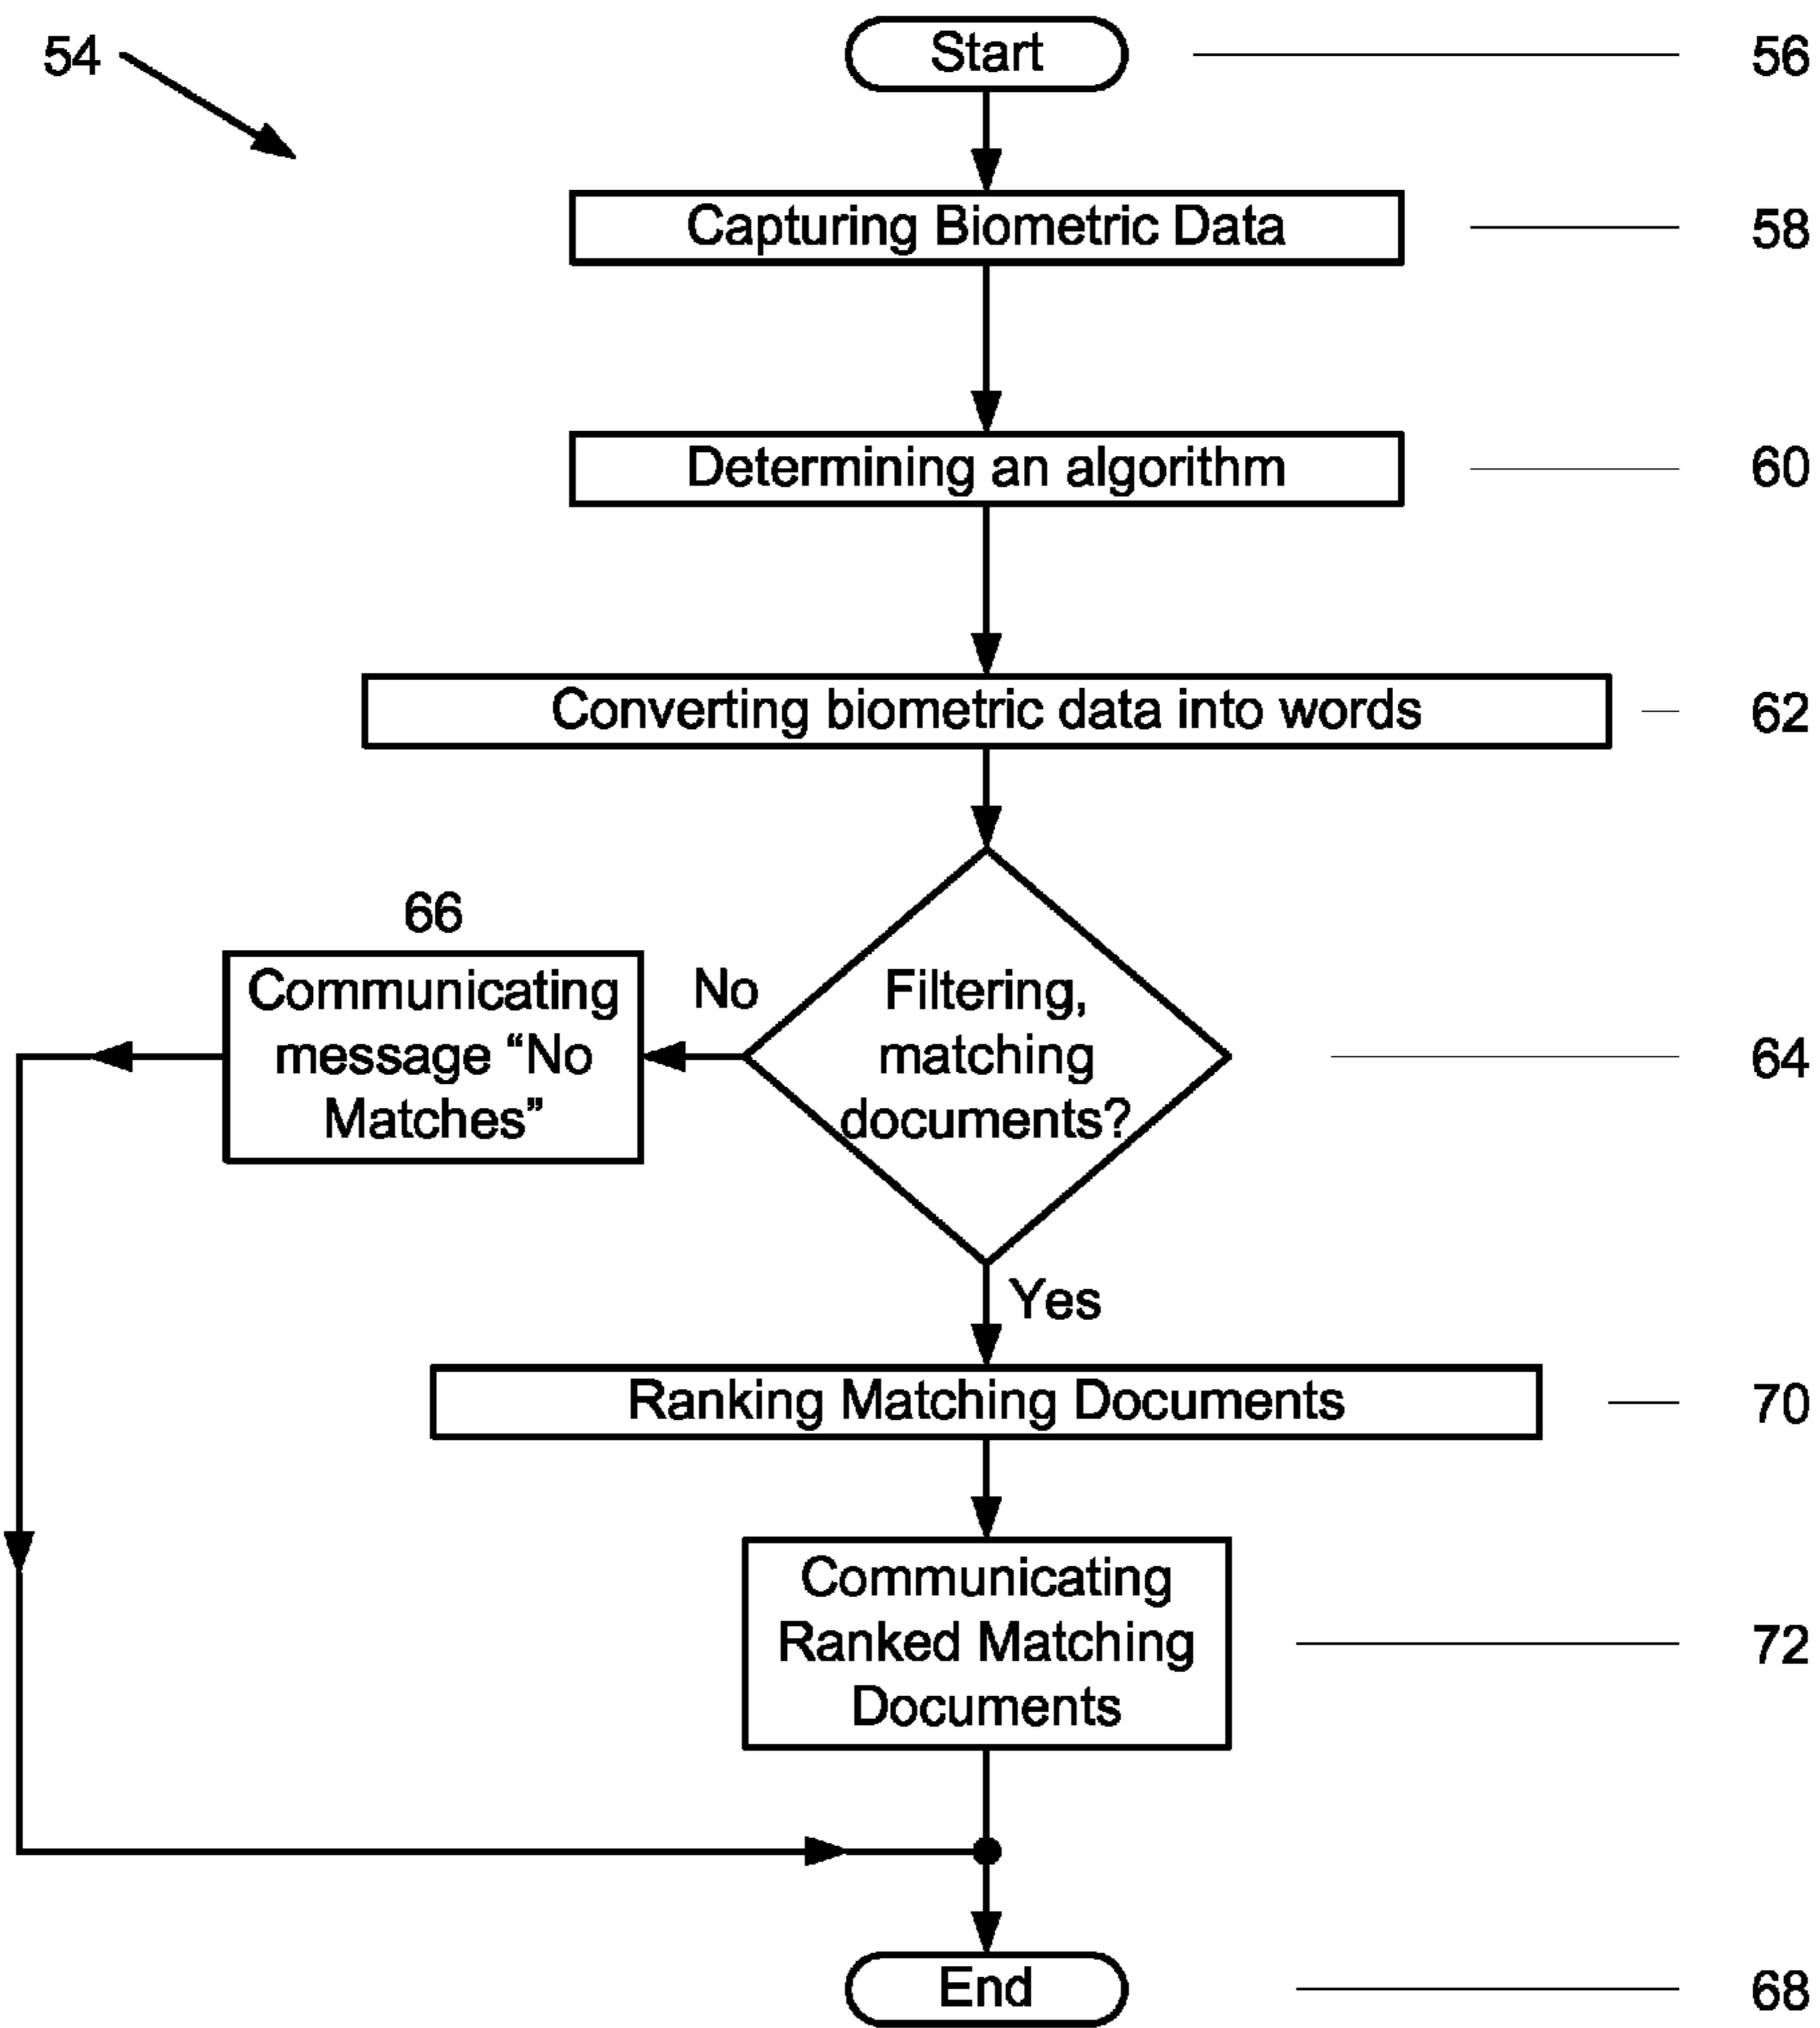 54
Start
56
Capturing Biometric Data
58
Determining an algorithm
60
Converting biometric data into words
62
66
Communicating
message “No
Matches”
No
Filtering,
matching
documents?
64
Yes
Ranking Matching Documents
70
Communicating
Ranked Matching
Documents
72
End
68